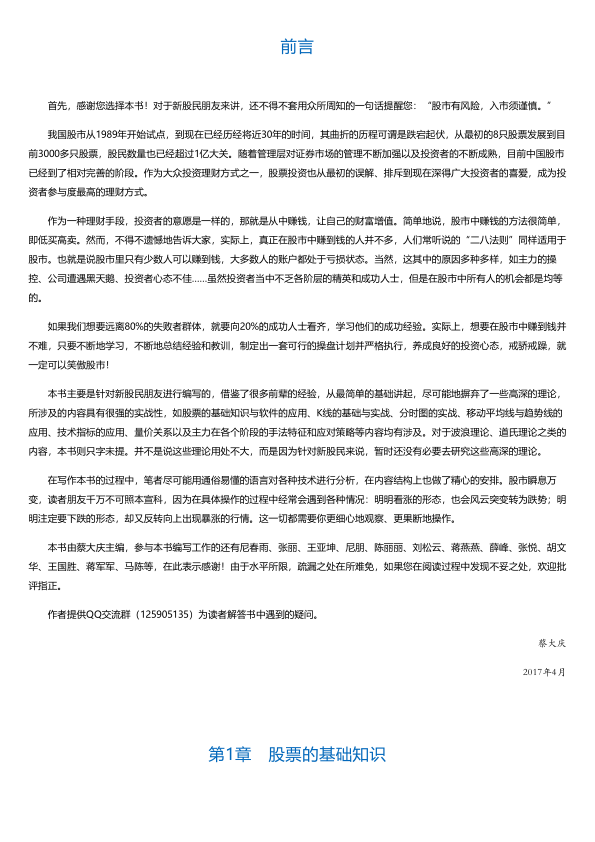 前言
首先，感谢您选择本书！对于新股民朋友来讲，还不得不套用众所周知的一句话提醒您：“股市有风险，入市须谨慎。”
我国股市从1989年开始试点，到现在已经历经将近30年的时间，其曲折的历程可谓是跌宕起伏，从最初的8只股票发展到目
前3000多只股票，股民数量也已经超过1亿大关。随着管理层对证券市场的管理不断加强以及投资者的不断成熟，目前中国股市
已经到了相对完善的阶段。作为大众投资理财方式之一，股票投资也从最初的误解、排斥到现在深得广大投资者的喜爱，成为投
资者参与度最高的理财方式。
作为一种理财手段，投资者的意愿是一样的，那就是从中赚钱，让自己的财富增值。简单地说，股市中赚钱的方法很简单，
即低买高卖。然而，不得不遗憾地告诉大家，实际上，真正在股市中赚到钱的人并不多，人们常听说的“二八法则”同样适用于
股市。也就是说股市里只有少数人可以赚到钱，大多数人的账户都处于亏损状态。当然，这其中的原因多种多样，如主力的操
控、公司遭遇黑天鹅、投资者心态不佳……虽然投资者当中不乏各阶层的精英和成功人士，但是在股市中所有人的机会都是均等
的。
如果我们想要远离80%的失败者群体，就要向20%的成功人士看齐，学习他们的成功经验。实际上，想要在股市中赚到钱并
不难，只要不断地学习，不断地总结经验和教训，制定出一套可行的操盘计划并严格执行，养成良好的投资心态，戒骄戒躁，就
一定可以笑傲股市！
本书主要是针对新股民朋友进行编写的，借鉴了很多前辈的经验，从最简单的基础讲起，尽可能地摒弃了一些高深的理论，
所涉及的内容具有很强的实战性，如股票的基础知识与软件的应用、K线的基础与实战、分时图的实战、移动平均线与趋势线的
应用、技术指标的应用、量价关系以及主力在各个阶段的手法特征和应对策略等内容均有涉及。对于波浪理论、道氏理论之类的
内容，本书则只字未提。并不是说这些理论用处不大，而是因为针对新股民来说，暂时还没有必要去研究这些高深的理论。
在写作本书的过程中，笔者尽可能用通俗易懂的语言对各种技术进行分析，在内容结构上也做了精心的安排。股市瞬息万
变，读者朋友千万不可照本宣科，因为在具体操作的过程中经常会遇到各种情况：明明看涨的形态，也会风云突变转为跌势；明
明注定要下跌的形态，却又反转向上出现暴涨的行情。这一切都需要你更细心地观察、更果断地操作。
本书由蔡大庆主编，参与本书编写工作的还有尼春雨、张丽、王亚坤、尼朋、陈丽丽、刘松云、蒋燕燕、薛峰、张悦、胡文
华、王国胜、蒋军军、马陈等，在此表示感谢！由于水平所限，疏漏之处在所难免，如果您在阅读过程中发现不妥之处，欢迎批
评指正。
作者提供QQ交流群（125905135）为读者解答书中遇到的疑问。
蔡大庆
2017年4月
第1章　股票的基础知识